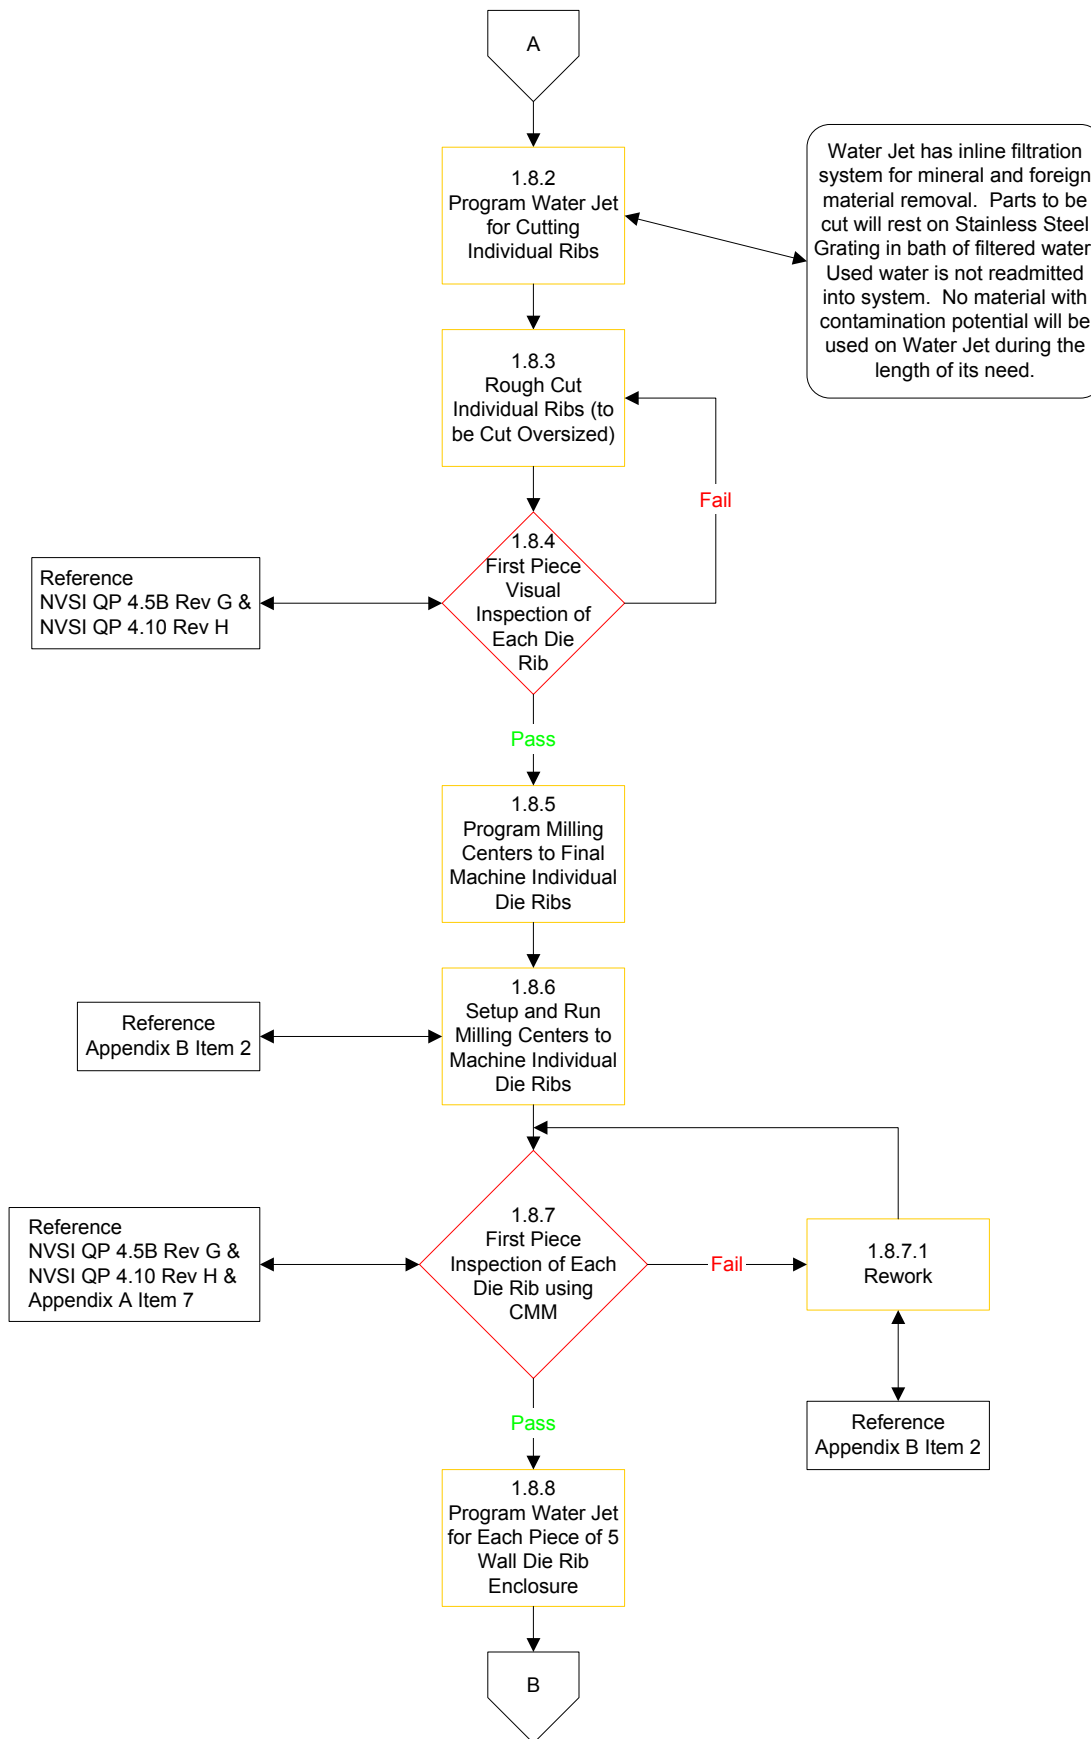 A
1.8.2
Program Water Jet
for Cutting
Individual Ribs
Water Jet has inline filtration
system for mineral and foreign
material removal.  Parts to be
cut will rest on Stainless Steel
Grating in bath of filtered water
Used water is not readmitted
into system.  No material with
contamination potential will be
used on Water Jet during the
length of its need.
1.8.3
Rough Cut
Individual Ribs (to
be Cut Oversized)
Fail
1.8.4
First Piece
Visual
Inspection of
Each Die
Rib
Reference
NVSI QP 4.5B Rev G &
NVSI QP 4.10 Rev H
Pass
1.8.5
Program Milling
Centers to Final
Machine Individual
Die Ribs
1.8.6
Setup and Run
Milling Centers to
Machine Individual
Die Ribs
Reference
Appendix B Item 2
1.8.7
First Piece
Inspection of Each
Die Rib using
CMM
Reference
NVSI QP 4.5B Rev G &
NVSI QP 4.10 Rev H &
Appendix A Item 7
Fail
1.8.7.1
Rework
Reference
Appendix B Item 2
Pass
1.8.8
Program Water Jet
for Each Piece of 5
Wall Die Rib
Enclosure
B